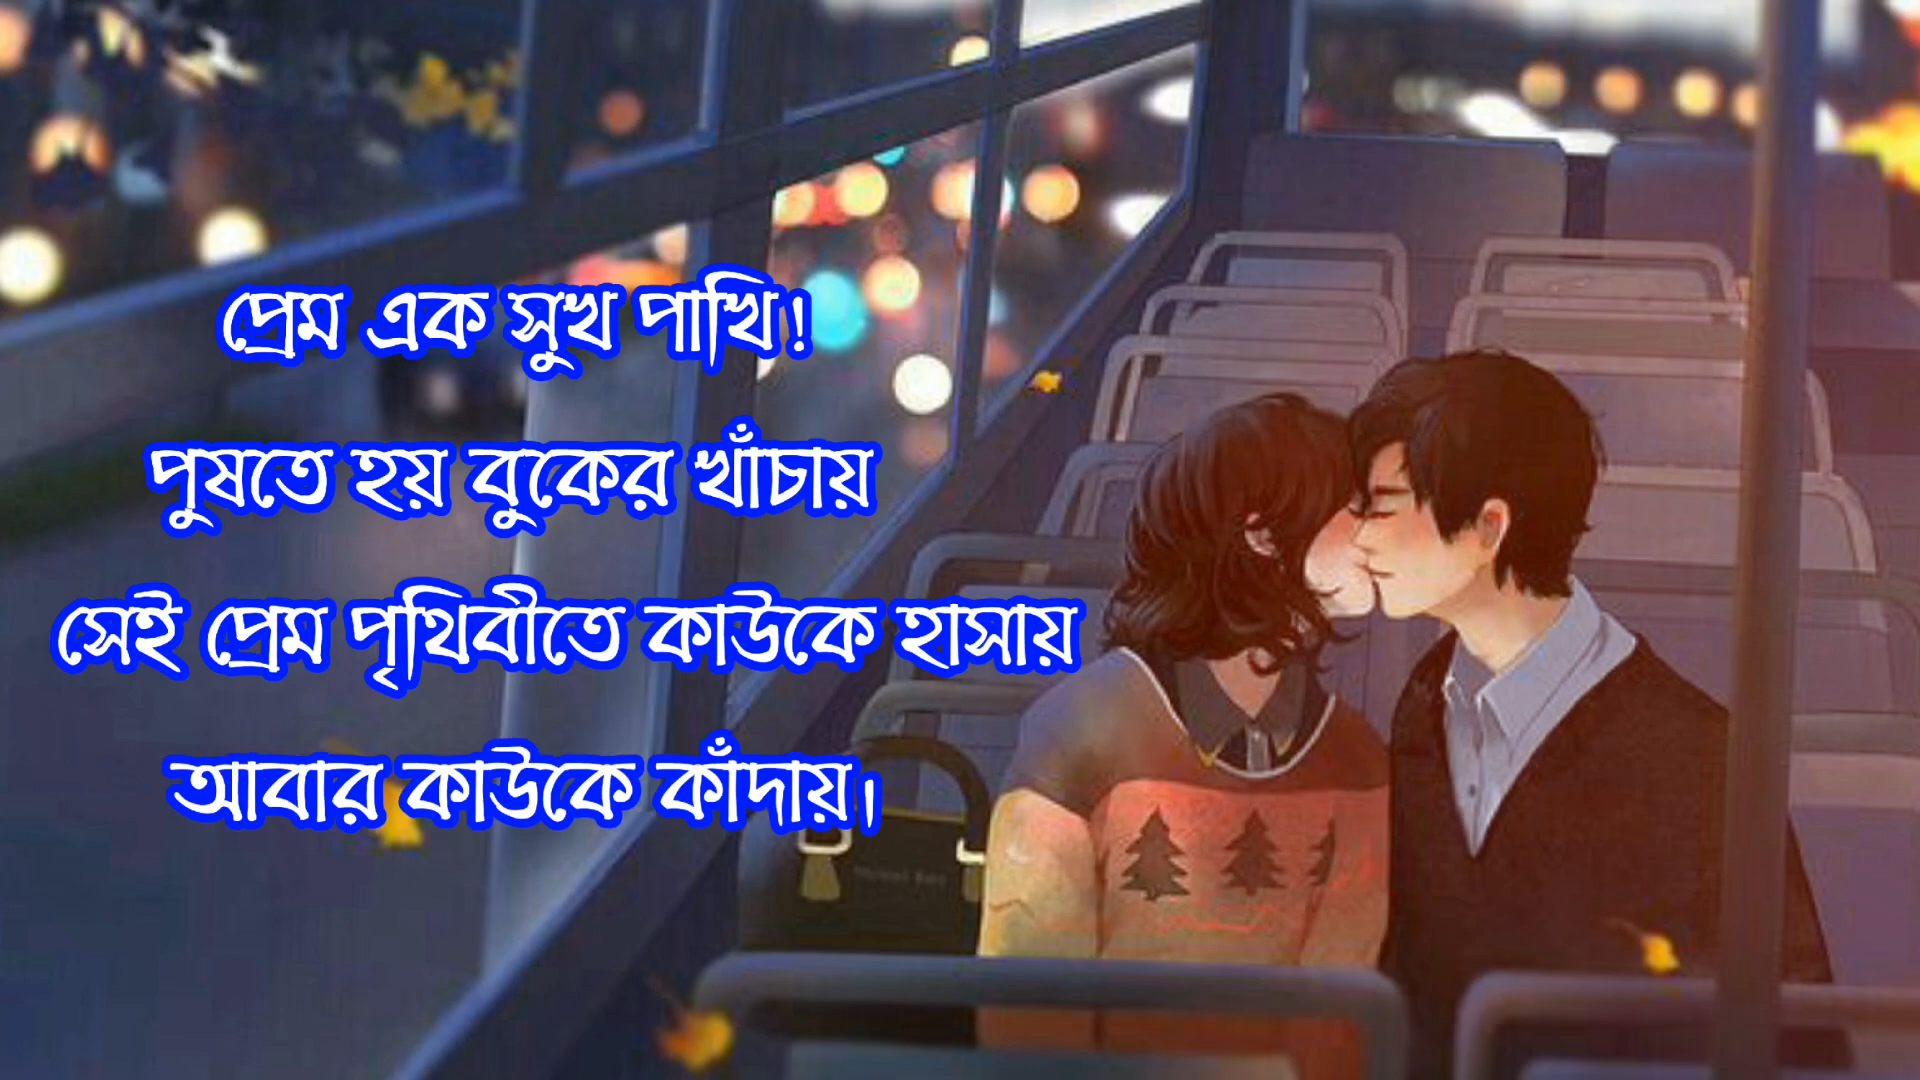 প্রেম এক সুখ পাখি!
পুষতে হয় বুকের খাঁচায়
সেই প্রেম পৃথিবীতে কাউকে হাসায়
আবার কাউকে কাঁদায়।